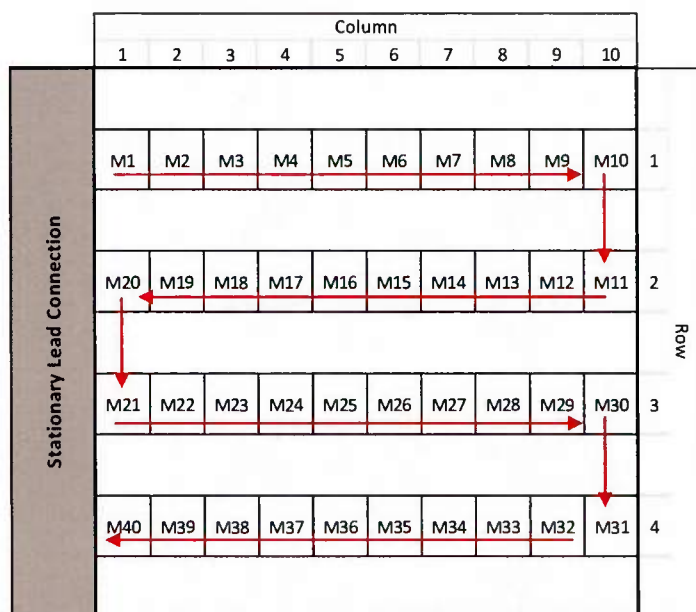 Column
1 2 3 4 5 6 7 8 9 10
M1 M2 M3 M4 M5 M6 M7 M8 M9 M10 1
M20 M19 M18 M17 M16 M15 M14 M13 M12 M11 2
M21 M22 M23 M24 M25 M26 M27 M28 M29 M30 3
M40 M39 M38 M37 M36 M35 M34 M33 M32 M31 4
Stationary Lead Connection
Row